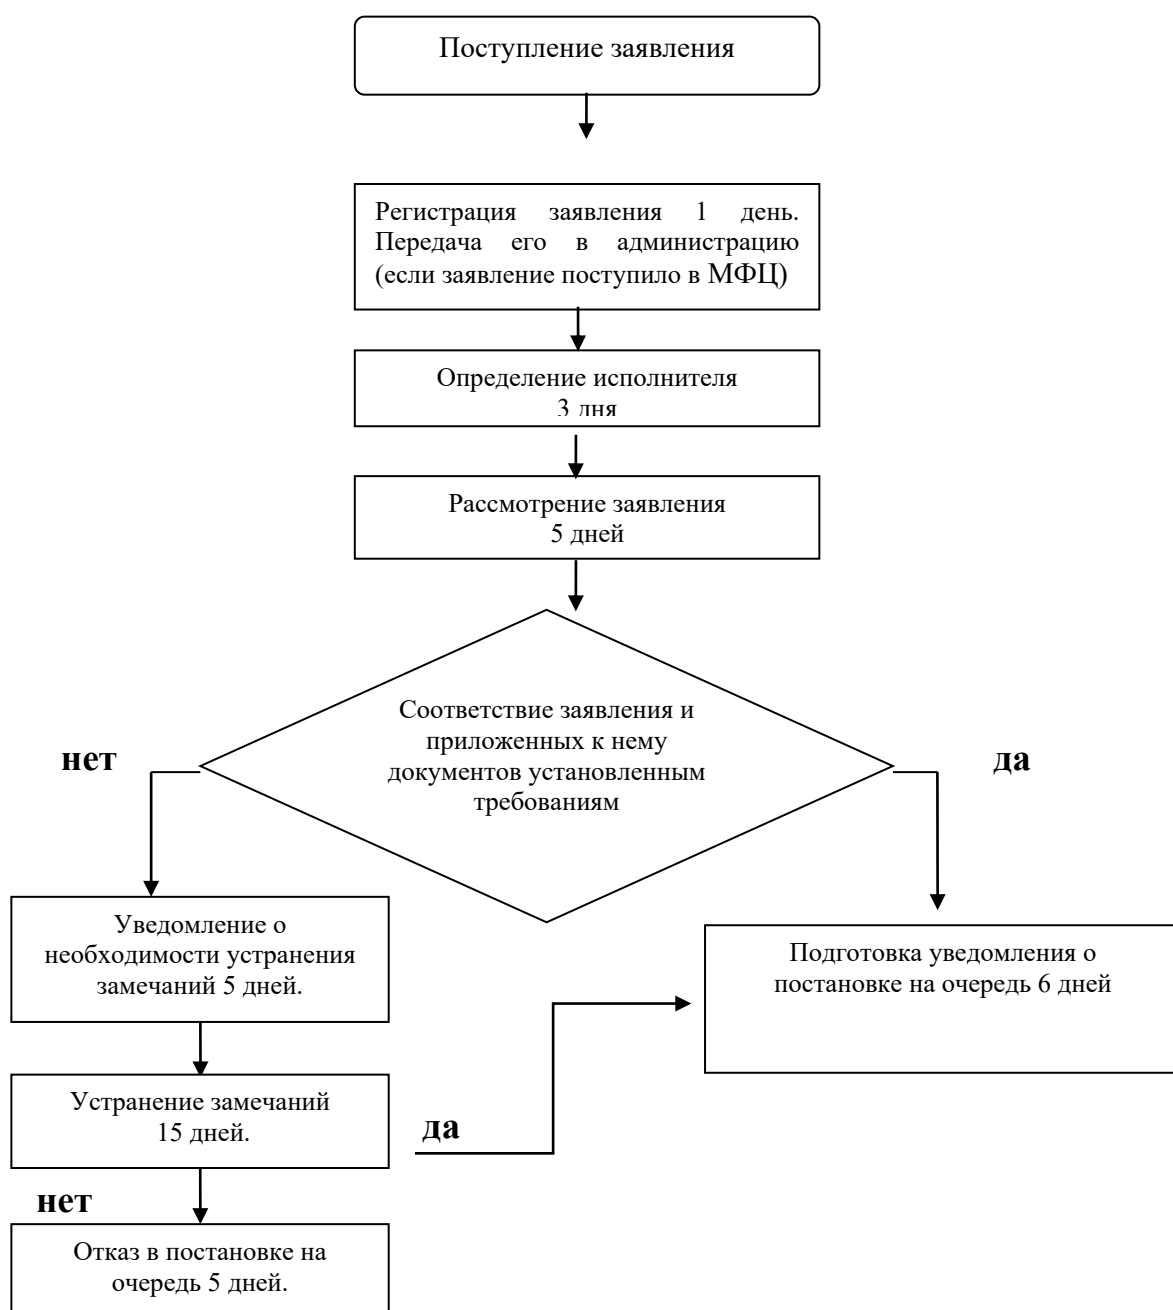 Поступление заявления
Регистрация заявления 1 день.
Передача его в администрацию
(если заявление поступило в МФЦ)
Определение исполнителя
3 дня
Рассмотрение заявления
5 дней
Соответствие заявления и
приложенных к нему
документов установленным
требованиям
нет
да
Уведомление о
необходимости устранения
замечаний 5 дней.
Подготовка уведомления о
постановке на очередь 6 дней
Устранение замечаний
15 дней.
да
нет
Отказ в постановке на
очередь 5 дней.